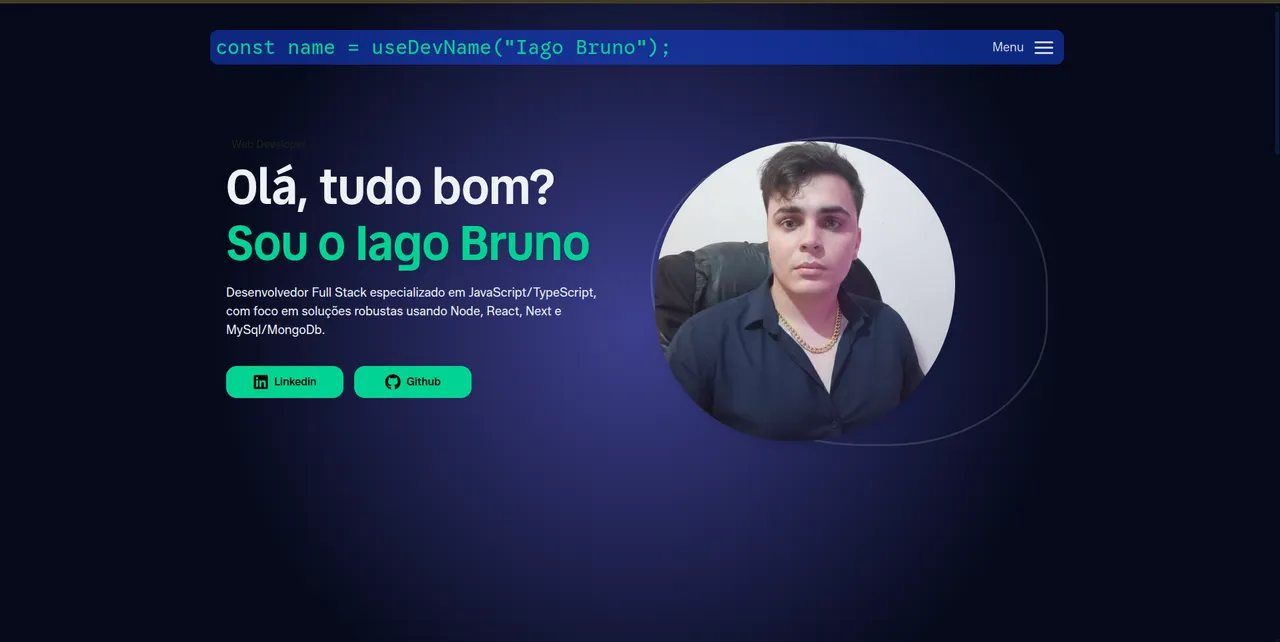 const name = useDevName("Iago Bruno");
Menu
Web Developer
Olá, tudo bom?
Sou o Iago Bruno
Desenvolvedor Full Stack especializado em JavaScript/TypeScript,
com foco em soluções robustas usando Node, React, Next e
MySql/MongoDb.
Linkedin
Github